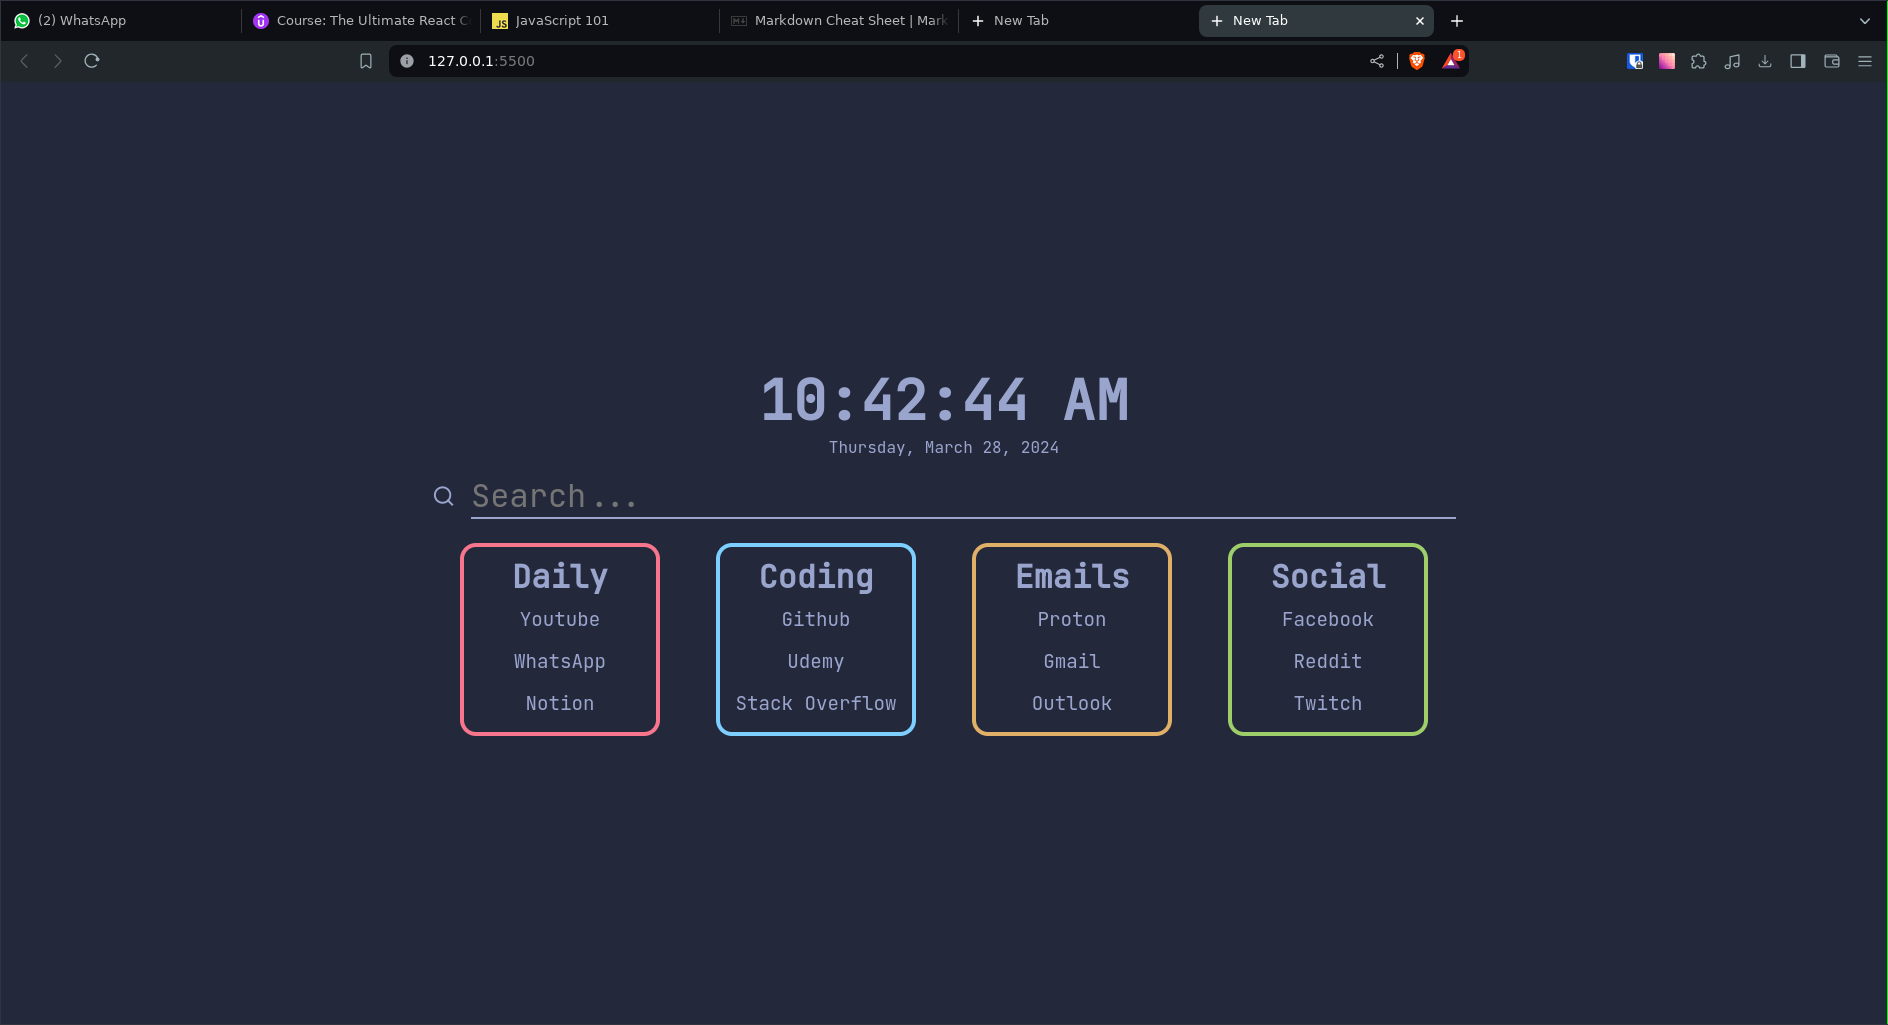 (2) WhatsApp
Course: The Ultimate React C
JavaScript 101
Markdown Cheat Sheet | Mark
New Tab
New Tab
127.0.0.1:5500
1
10:42:44 AM
Thursday, March 28, 2024
Search...
Daily
Youtube
WhatsApp
Notion
Coding
Github
Udemy
Stack Overflow
Emails
Proton
Gmail
Outlook
Social
Facebook
Reddit
Twitch